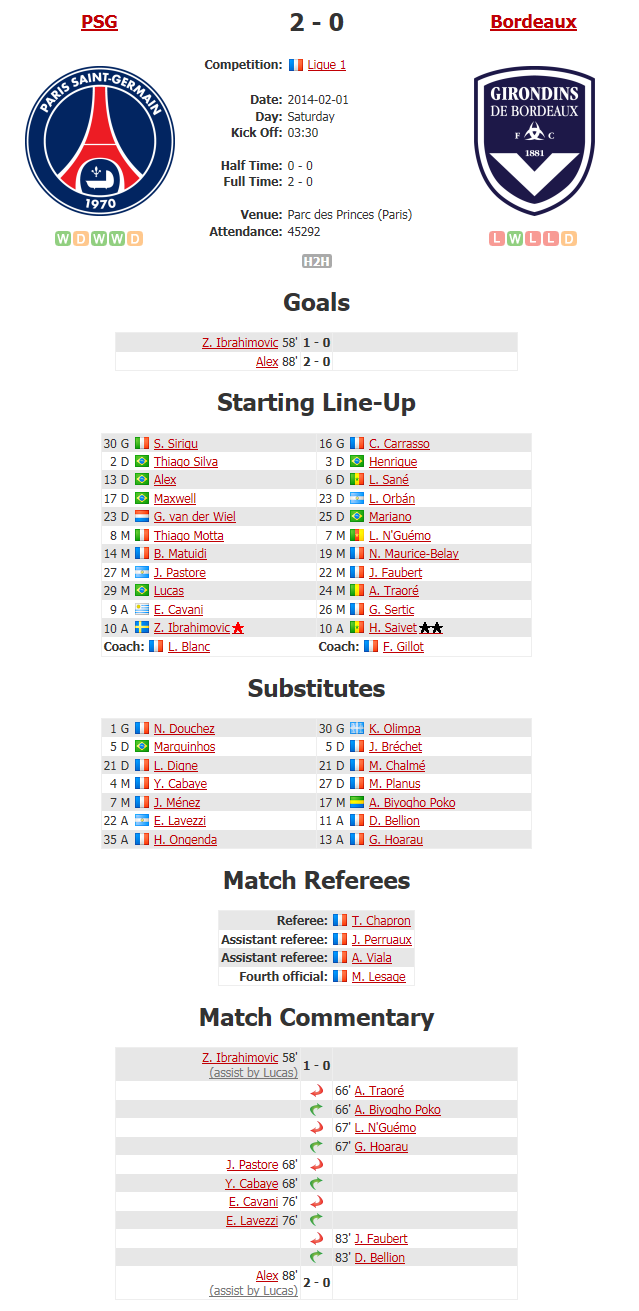 PSG 2 - 0 Bordeaux
Competition: Ligue 1
PARIS SAINT-GERMAIN
1970
GIRONDINS
DE BORDEAUX
F C
1881
Date: 2014-02-01
Day: Saturday
Kick Off: 03:30
Half Time: 0 - 0
Full Time: 2 - 0
Venue: Parc des Princes (Paris)
Attendance: 45292
W D W W D
L W L L D
H2H
Goals
Z. Ibrahimovic 58' 1 - 0
Alex 88' 2 - 0
Starting Line-Up
30 G S. Sirigu 16 G C. Carrasso
2 D Thiago Silva 3 D Henrique
13 D Alex 6 D L. Sané
17 D Maxwell 23 D L. Orbán
23 D G. van der Wiel 25 D Mariano
8 M Thiago Motta 7 M L. N'Guémo
14 M B. Matuidi 19 M N. Maurice-Belay
27 M J. Pastore 22 M J. Faubert
29 M Lucas 24 M A. Traoré
9 A E. Cavani 26 M G. Sertic
10 A Z. Ibrahimovic 10 A H. Saivet
Coach: L. Blanc Coach: F. Gillot
Substitutes
1 G N. Douchez 30 G K. Olimpa
5 D Marquinhos 5 D J. Bréchet
21 D L. Digne 21 D M. Chalmé
4 M Y. Cabaye 27 D M. Planus
7 M J. Ménez 17 M A. Biyogho Poko
22 A E. Lavezzi 11 A D. Bellion
35 A H. Ongenda 13 A G. Hoarau
Match Referees
Referee: T. Chapron
Assistant referee: J. Perruaux
Assistant referee: A. Viala
Fourth official: M. Lesage
Match Commentary
Z. Ibrahimovic 58' 1 - 0
(assist by Lucas)
66' A. Traoré
66' A. Biyogho Poko
67' L. N'Guémo
67' G. Hoarau
J. Pastore 68'
Y. Cabaye 68'
E. Cavani 76'
E. Lavezzi 76'
83' J. Faubert
83' D. Bellion
Alex 88' 2 - 0
(assist by Lucas)